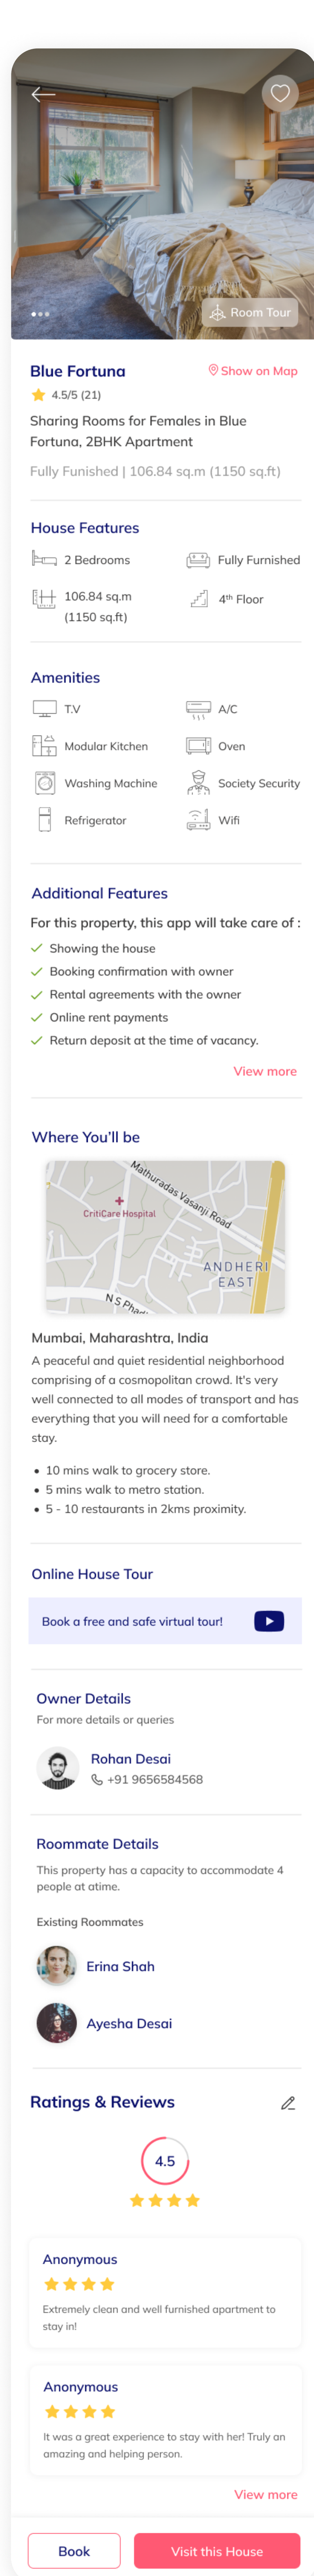 Room Tour
Blue Fortuna
Show on Map
4.5/5 (21)
Sharing Rooms for Females in Blue
Fortuna, 2BHK Apartment
Fully Funished | 106.84 sq.m (1150 sq.ft)
House Features
2 Bedrooms
Fully Furnished
106.84 sq.m
(1150 sq.ft)
4th Floor
Amenities
T.V
A/C
Modular Kitchen
Oven
Washing Machine
Society Security
Refrigerator
Wifi
Additional Features
For this property, this app will take care of :
Showing the house
Booking confirmation with owner
Rental agreements with the owner
Online rent payments
Return deposit at the time of vacancy.
View more
Where You'll be
Mathuradas Vasanji Road
CritiCare Hospital
ANDHERI
EAST
N S Phad
Mumbai, Maharashtra, India
A peaceful and quiet residential neighborhood
comprising of a cosmopolitan crowd. It's very
well connected to all modes of transport and has
everything that you will need for a comfortable
stay.
• 10 mins walk to grocery store.
• 5 mins walk to metro station.
• 5 - 10 restaurants in 2kms proximity.
Online House Tour
Book a free and safe virtual tour!
Owner Details
For more details or queries
Rohan Desai
+91 9656584568
Roommate Details
This property has a capacity to accommodate 4
people at atime.
Existing Roommates
Erina Shah
Ayesha Desai
Ratings & Reviews
4.5
Anonymous
Extremely clean and well furnished apartment to
stay in!
Anonymous
It was a great experience to stay with her! Truly an
amazing and helping person.
View more
Book
Visit this House